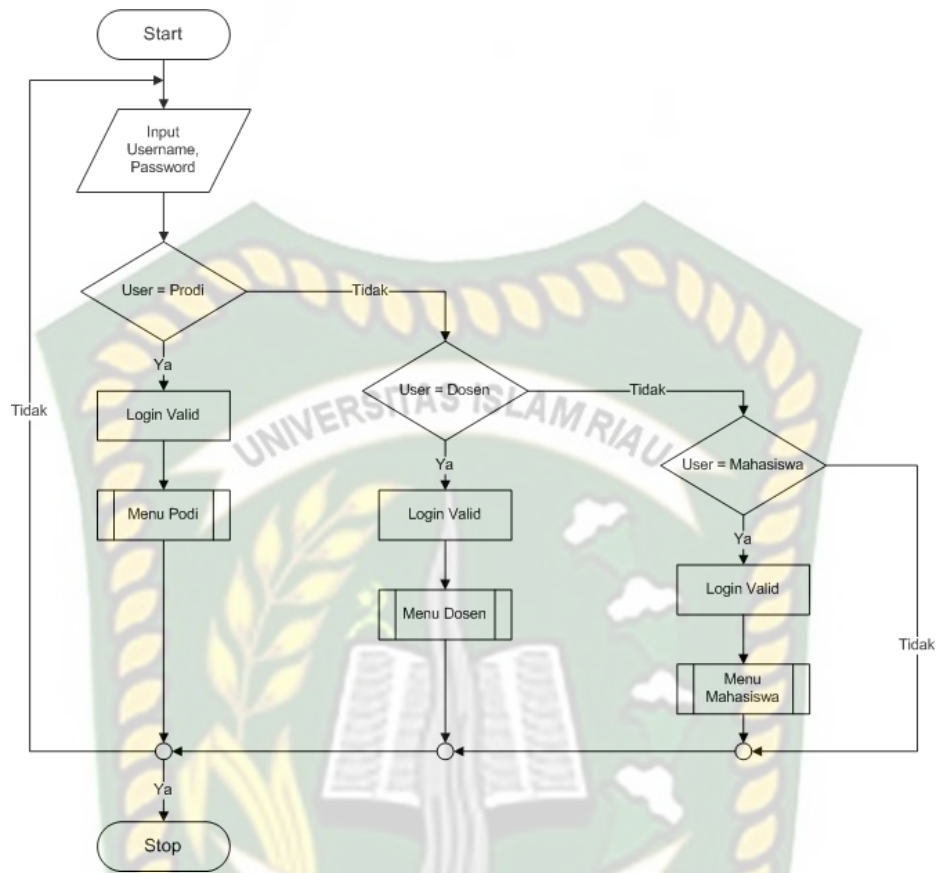 Start
Input
Username,
Password
User = Prodi
Tidak
Ya
Login Valid
Menu Podi
User = Dosen
Tidak
Ya
Login Valid
Menu Dosen
User = Mahasiswa
Ya
Login Valid
Menu
Mahasiswa
Tidak
Tidak
Ya
Stop
UNIVERSITAS ISLAM RIAU